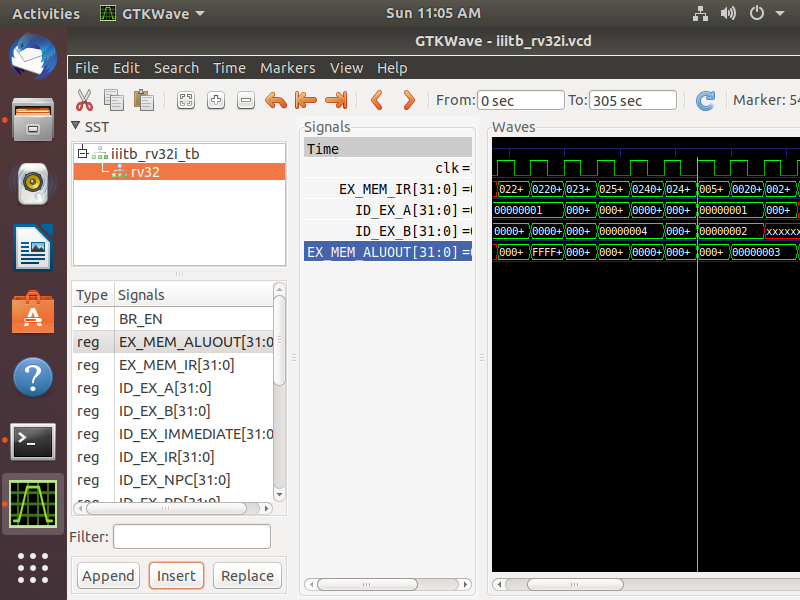 Activities GTKWave Sun 11:05 AM
GTKWave - iiitb_rv32i.vcd
File Edit Search Time Markers View Help
From: 0 sec To: 305 sec Marker: 54
SST
iiitb_rv32i_tb
rv32
Type Signals
reg BR_EN
reg EX_MEM_ALUOUT[31:0
reg EX_MEM_IR[31:0]
reg ID_EX_A[31:0]
reg ID_EX_B[31:0]
reg ID_EX_IMMEDIATE[31:0
reg ID_EX_IR[31:0]
reg ID_EX_NPC[31:0]
reg ID_EX_RD[31:0]
Filter:
Append Insert Replace
Signals
Time
clk=
EX_MEM_IR[31:0]=
ID_EX_A[31:0]=
ID_EX_B[31:0]=
EX_MEM_ALUOUT[31:0]=
Waves
022+ 0220+ 023+ 025+ 0240+ 024+ 005+ 0020+ 002+
00000001 000+ 000+ 0000+ 000+ 00000001 000+
0000+ 0000+ 000+ 00000004 000+ 00000002 xxxxxx
000+ FFFF+ 000+ 000+ 0000+ 000+ 000+ 00000003